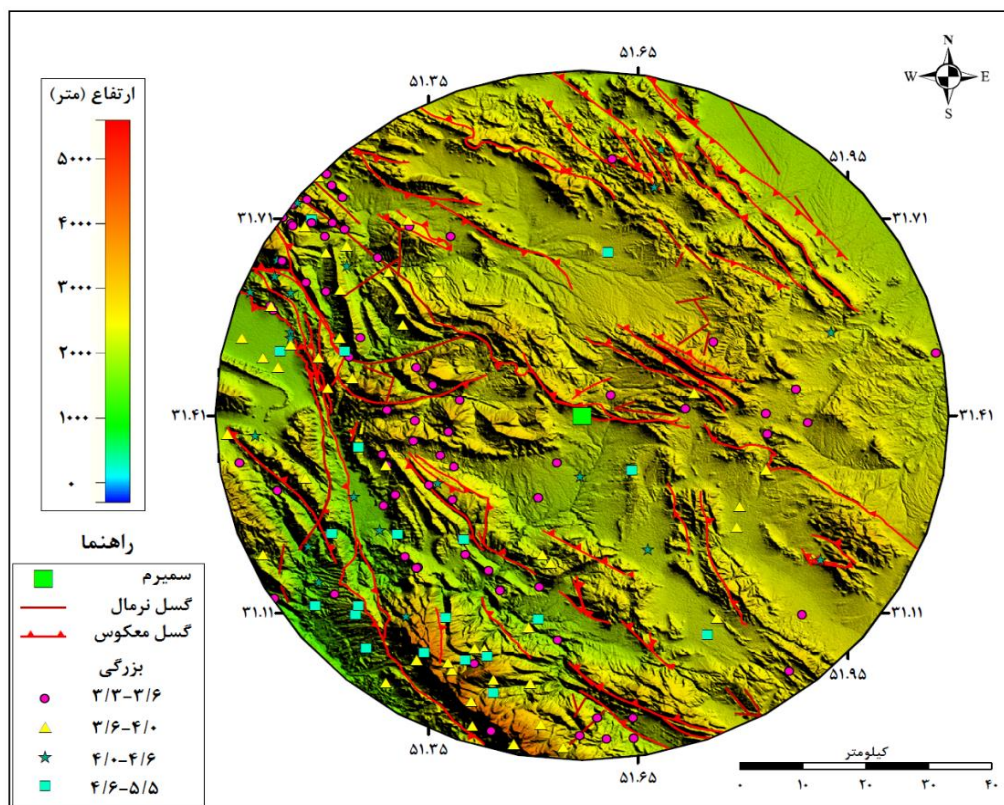 N
W E
S
۵۱.۳۵ ۵۱.۶۵ ۵۱.۹۵
۳۱.۷۱ ۳۱.۷۱
۳۱.۴۱ ۳۱.۴۱
۳۱.۱۱ ۳۱.۱۱
۵۱.۳۵ ۵۱.۶۵ ۵۱.۹۵
ارتفاع (متر)
۵۰۰۰
۴۰۰۰
۳۰۰۰
۲۰۰۰
۱۰۰۰
۰
راهنما
سمیرم
گسل نرمال
گسل معکوس
بزرگی
۳/۳-۳/۶
۳/۶-۴/۰
۴/۰-۴/۶
۴/۶-۵/۵
کیلومتر
۰ ۱۰ ۲۰ ۳۰ ۴۰